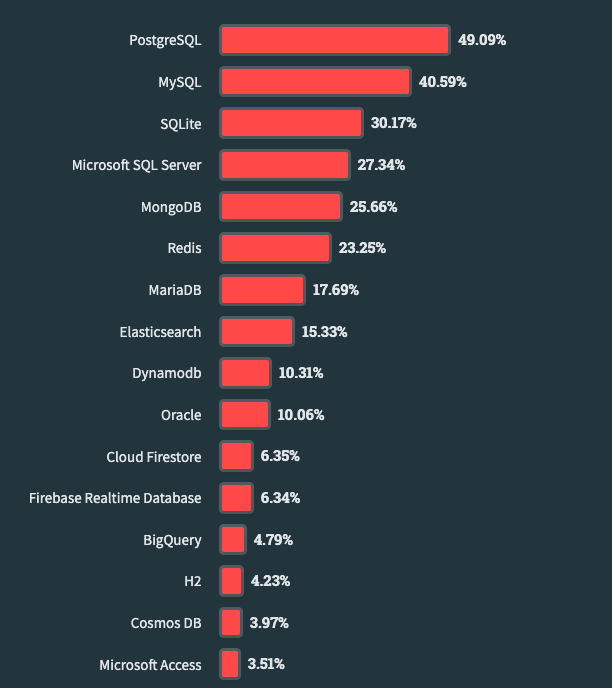 PostgreSQL 49.09%
MySQL 40.59%
SQLite 30.17%
Microsoft SQL Server 27.34%
MongoDB 25.66%
Redis 23.25%
MariaDB 17.69%
Elasticsearch 15.33%
Dynamodb 10.31%
Oracle 10.06%
Cloud Firestore 6.35%
Firebase Realtime Database 6.34%
BigQuery 4.79%
H2 4.23%
Cosmos DB 3.97%
Microsoft Access 3.51%